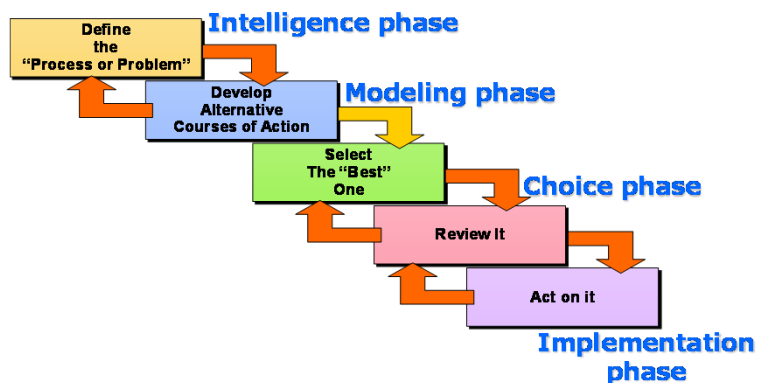 Define
the
“Process or Problem”
Intelligence phase
Develop
Alternative
Courses of Action
Modeling phase
Select
The “Best”
One
Choice phase
Review It
Act on it
Implementation
phase